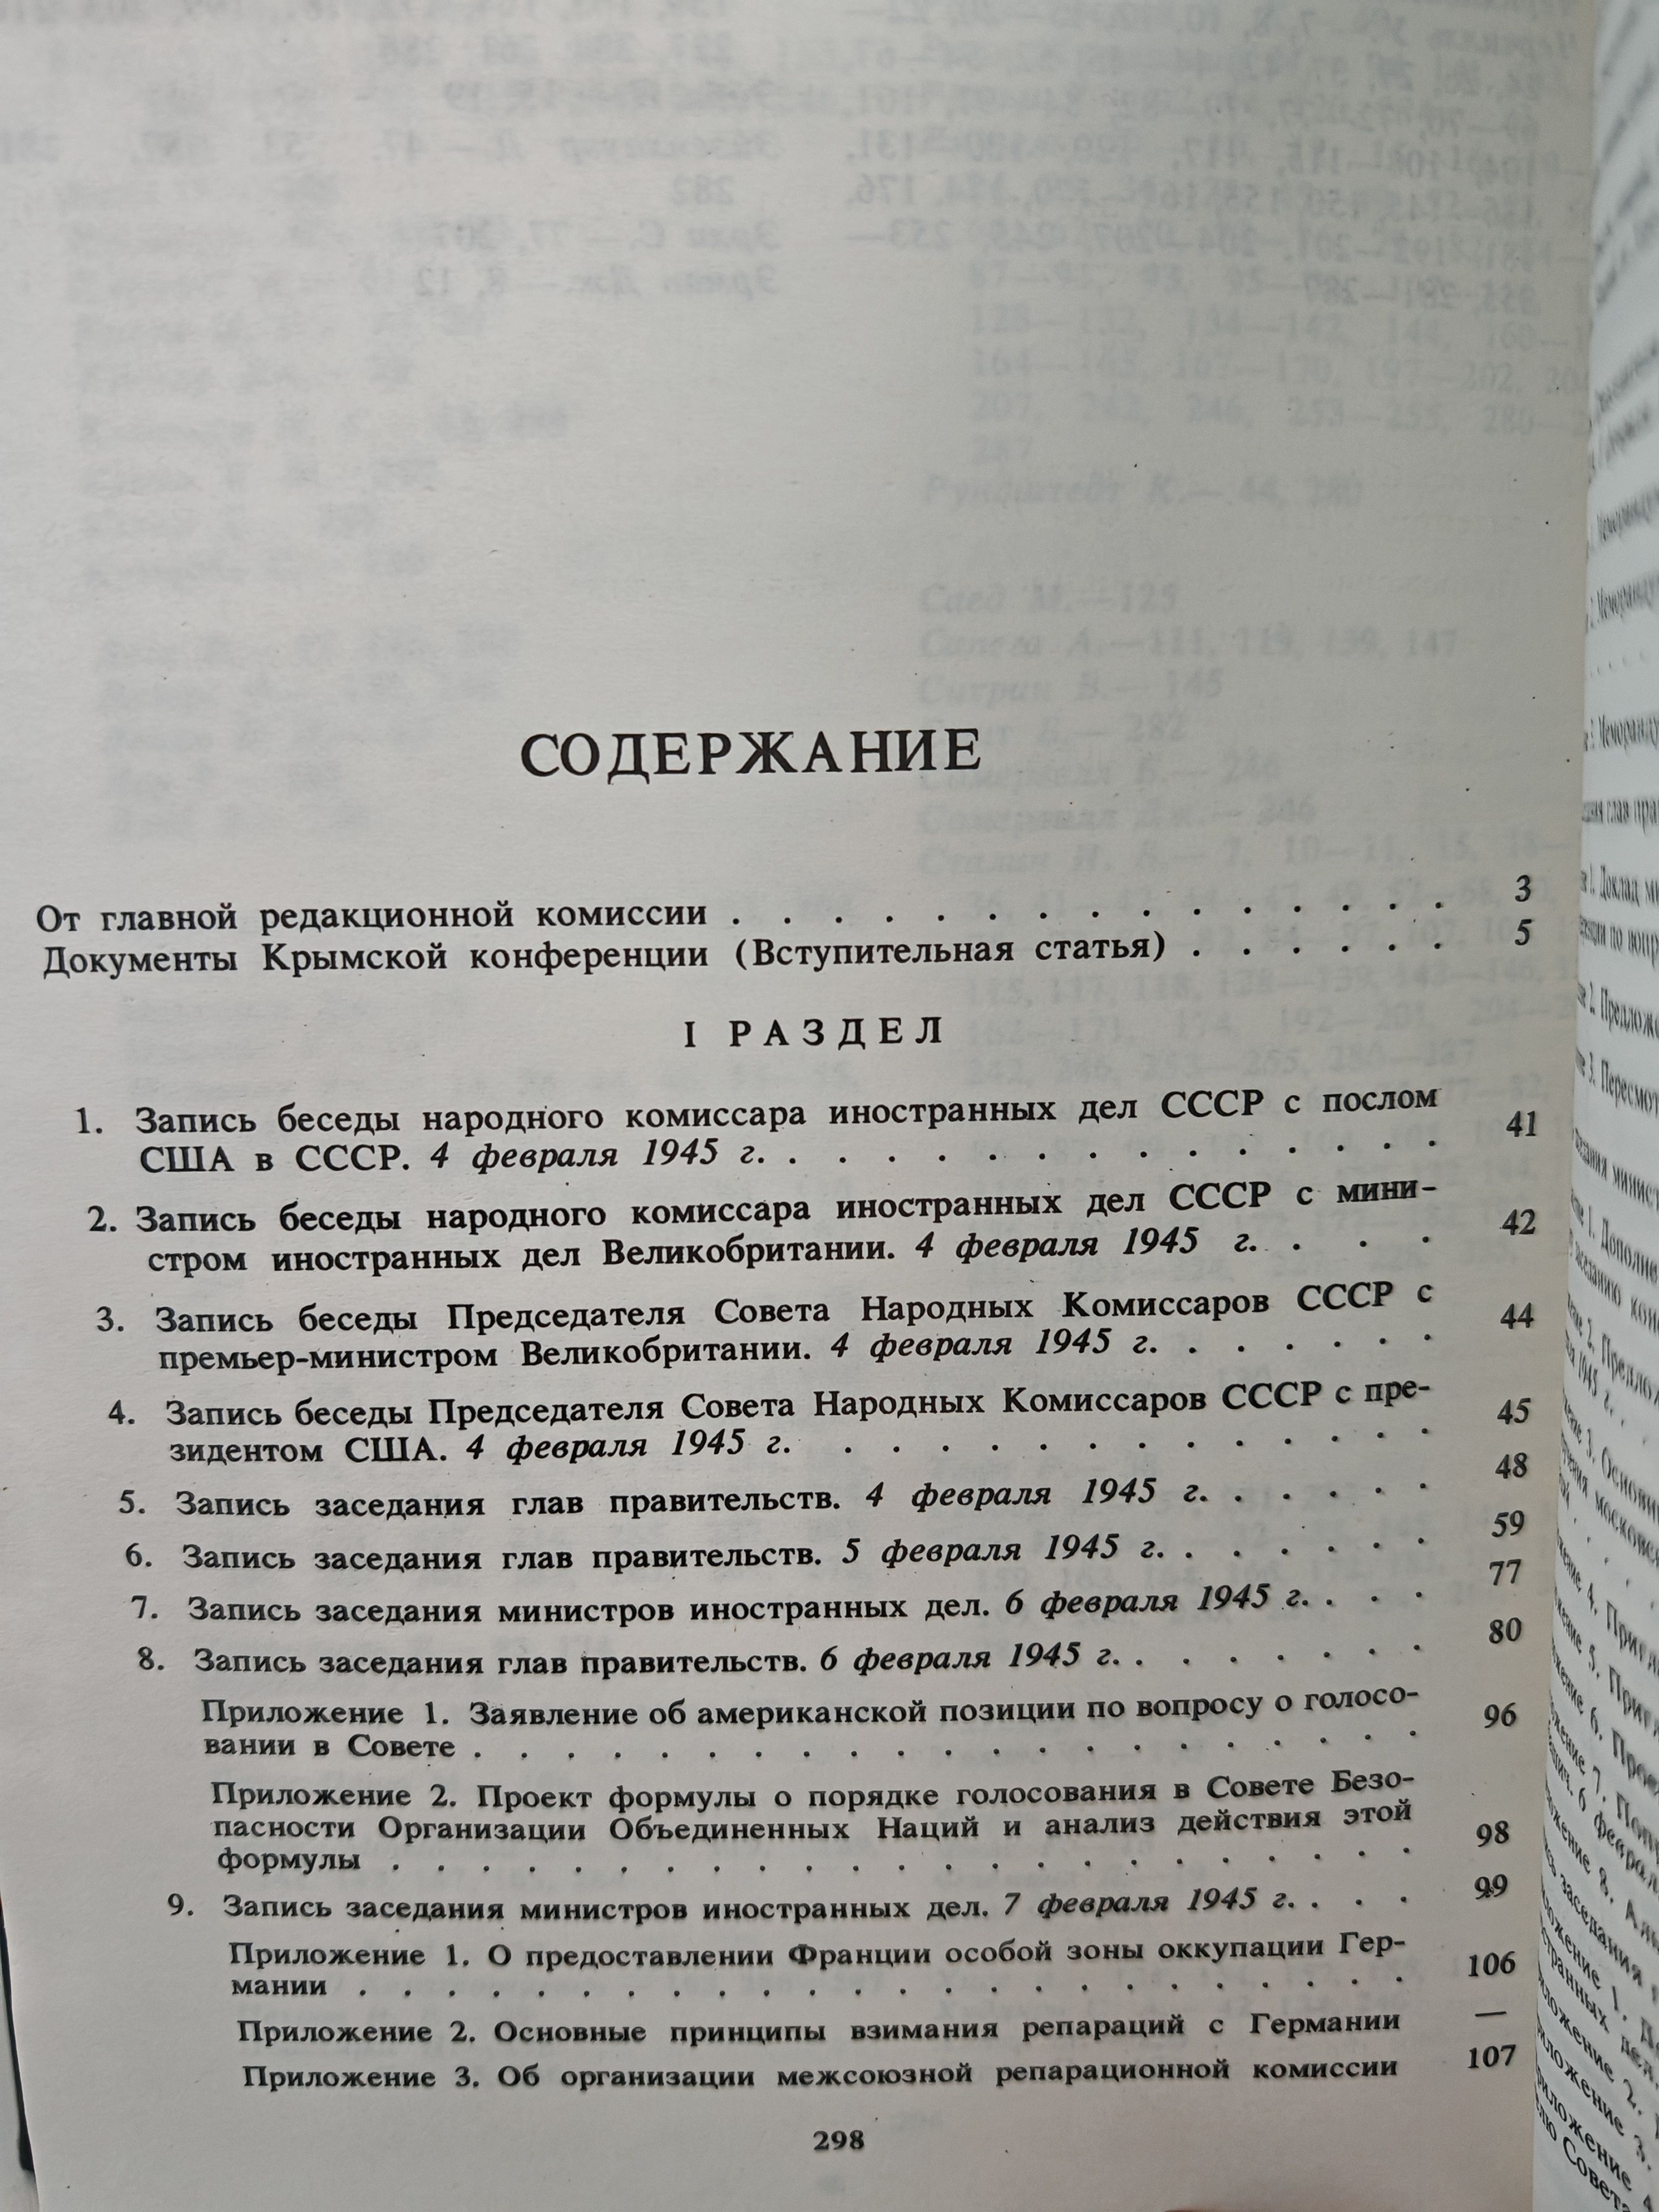 СОДЕРЖАНИЕ
От главной редакционной комиссии . . . . . . . . . . . . . . 3
Документы Крымской конференции (Вступительная статья) . . . . . . 5
I РАЗДЕЛ
1. Запись беседы народного комиссара иностранных дел СССР с послом
США в СССР. 4 февраля 1945 г. . . . . . . . . . . . . . 41
2. Запись беседы народного комиссара иностранных дел СССР с мини-
стром иностранных дел Великобритании. 4 февраля 1945 г. . . . . 42
3. Запись беседы Председателя Совета Народных Комиссаров СССР с
премьер-министром Великобритании. 4 февраля 1945 г. . . . . . . 44
4. Запись беседы Председателя Совета Народных Комиссаров СССР с пре-
зидентом США. 4 февраля 1945 г. . . . . . . . . . . . . 45
5. Запись заседания глав правительств. 4 февраля 1945 г. . . . . . 48
6. Запись заседания глав правительств. 5 февраля 1945 г. . . . . . . 59
7. Запись заседания министров иностранных дел. 6 февраля 1945 г. . . . 77
8. Запись заседания глав правительств. 6 февраля 1945 г. . . . . . . 80
Приложение 1. Заявление об американской позиции по вопросу о голосо-
вании в Совете . . . . . . . . . . . . . . . . . 96
Приложение 2. Проект формулы о порядке голосования в Совете Безо-
пасности Организации Объединенных Наций и анализ действия этой
формулы . . . . . . . . . . . . . . . . . . 98
9. Запись заседания министров иностранных дел. 7 февраля 1945 г. . . . 99
Приложение 1. О предоставлении Франции особой зоны оккупации Гер-
мании . . . . . . . . . . . . . . . . . . 106
Приложение 2. Основные принципы взимания репараций с Германии —
Приложение 3. Об организации межсоюзной репарационной комиссии 107
298